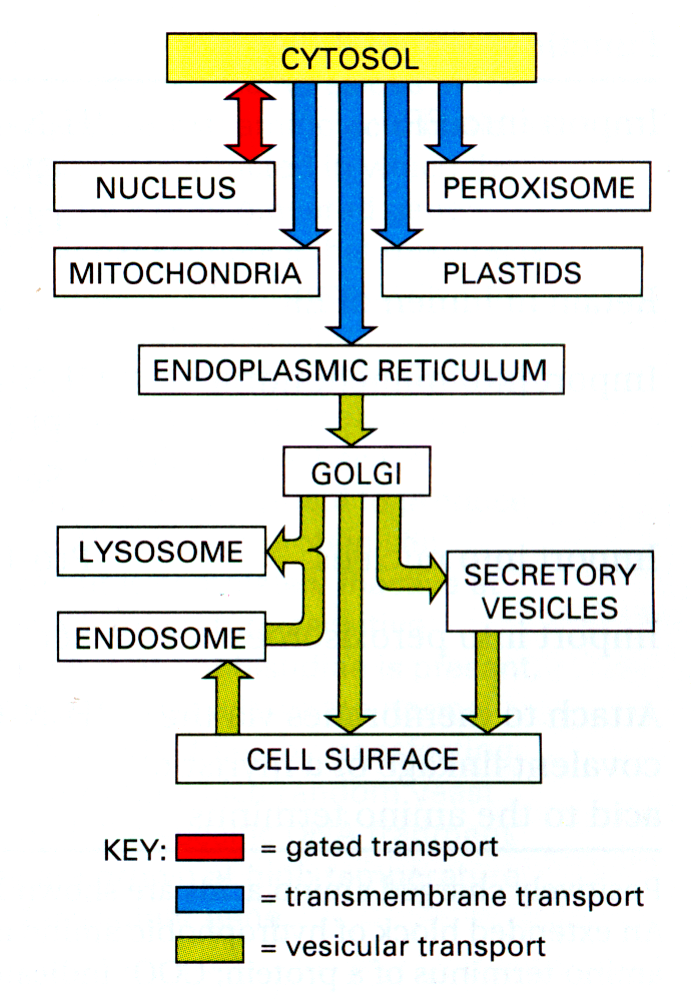 CYTOSOL
NUCLEUS
PEROXISOME
MITOCHONDRIA
PLASTIDS
ENDOPLASMIC RETICULUM
GOLGI
LYSOSOME
SECRETORY
VESICLES
ENDOSOME
CELL SURFACE
KEY:
= gated transport
= transmembrane transport
= vesicular transport